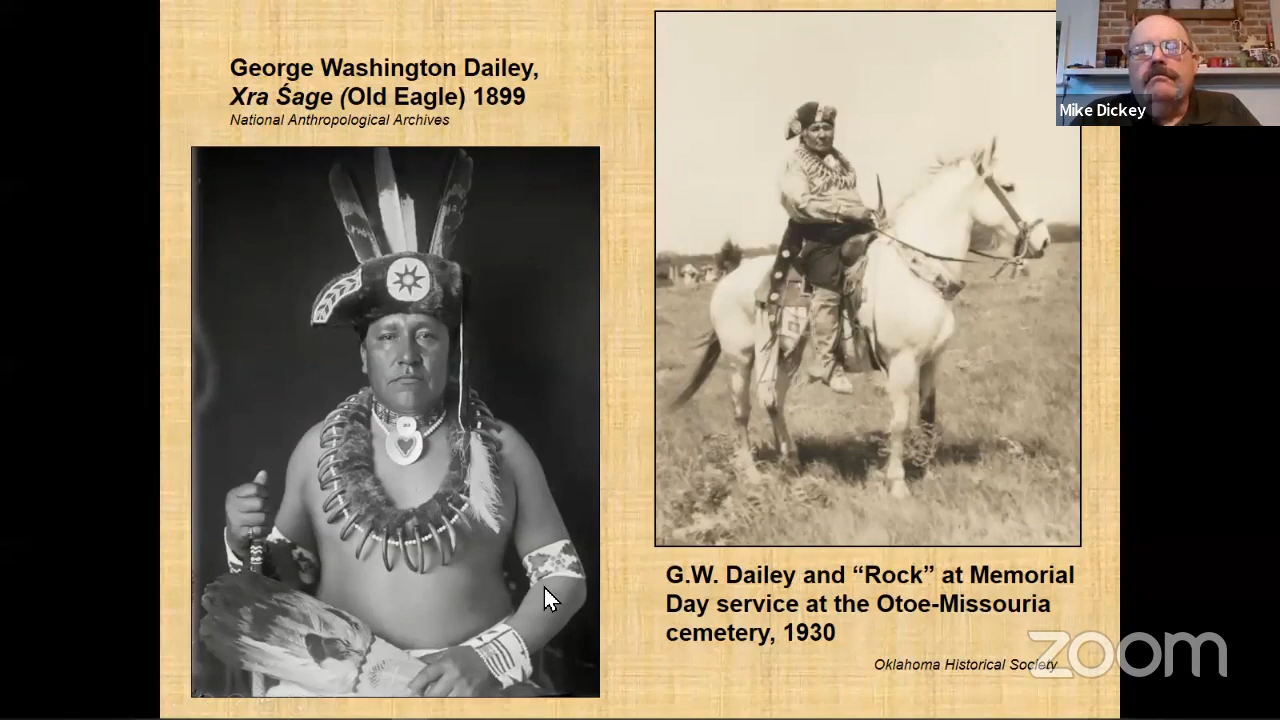 George Washington Dailey,
Xra Śage (Old Eagle) 1899
National Anthropological Archives
Mike Dickey
G.W. Dailey and “Rock” at Memorial
Day service at the Otoe-Missouria
cemetery, 1930
Oklahoma Historical Society
zoom